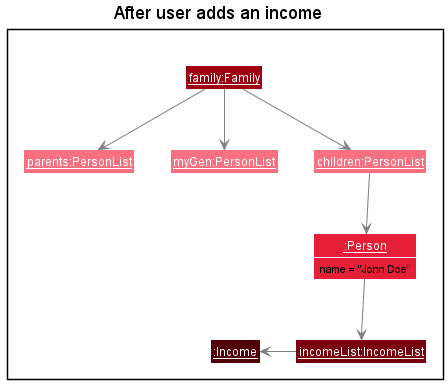 After user adds an income
family:Family
parents:PersonList
myGen:PersonList
children:PersonList
:Person
name = "John Doe"
:Income
incomeList:IncomeList